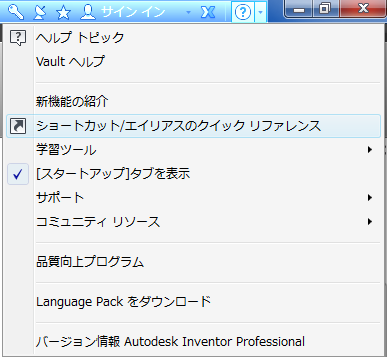 サイン イン
ヘルプ トピック
Vault ヘルプ
新機能の紹介
ショートカット/エイリアスのクイック リファレンス
学習ツール
[スタートアップ]タブを表示
サポート
コミュニティ リソース
品質向上プログラム
Language Pack をダウンロード
バージョン情報 Autodesk Inventor Professional